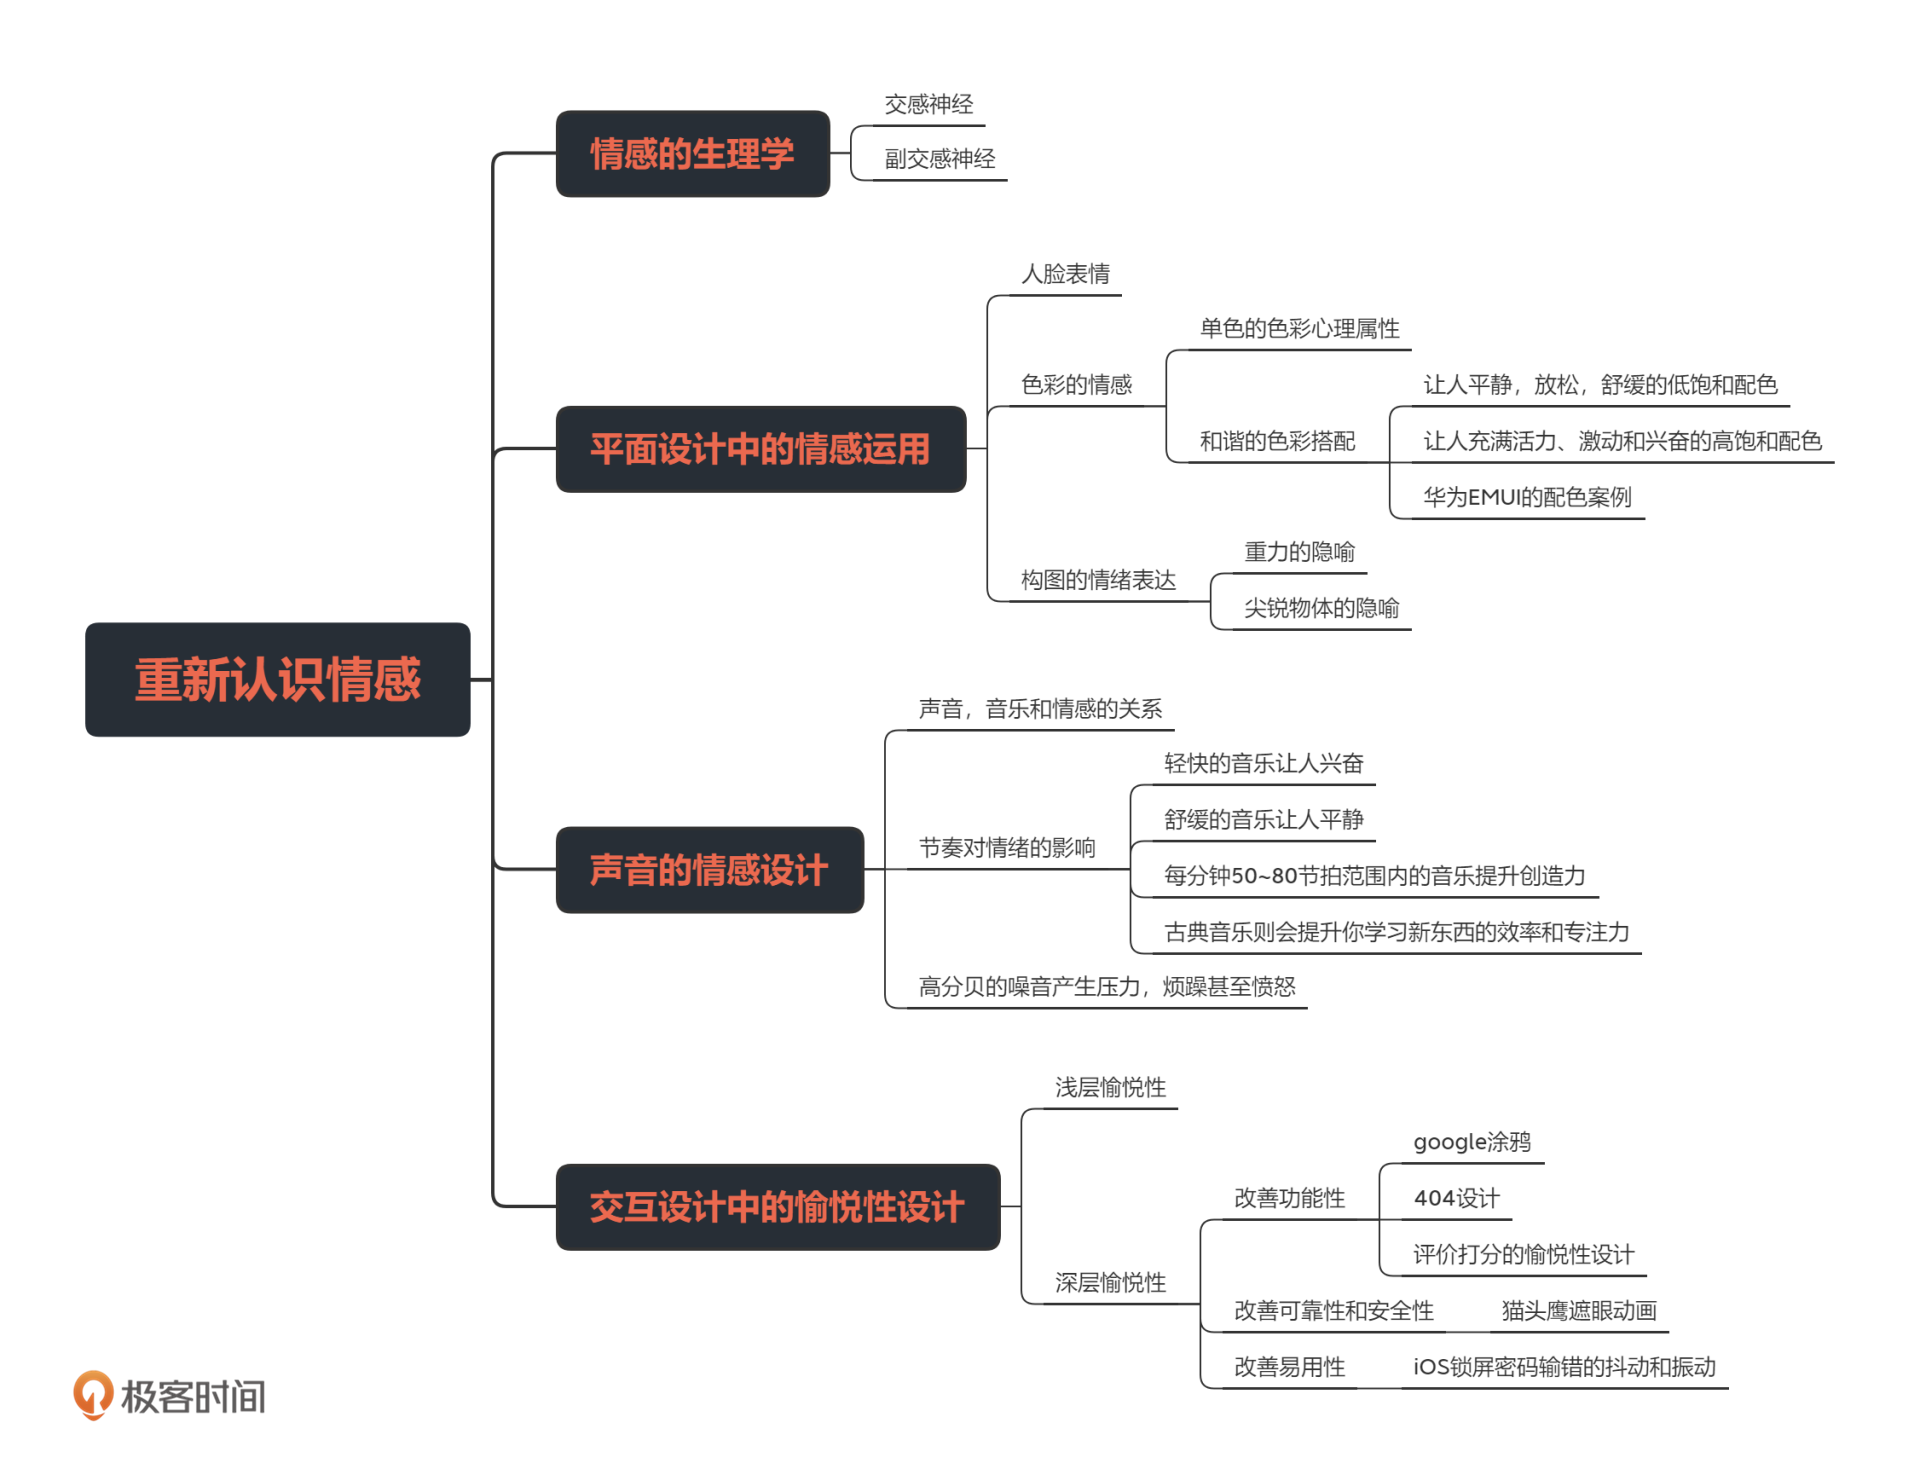 重新认识情感
情感的生理学
交感神经
副交感神经
平面设计中的情感运用
人脸表情
色彩的情感
单色的色彩心理属性
和谐的色彩搭配
让人平静，放松，舒缓的低饱和配色
让人充满活力、激动和兴奋的高饱和配色
华为EMUI的配色案例
构图的情绪表达
重力的隐喻
尖锐物体的隐喻
声音的情感设计
声音，音乐和情感的关系
节奏对情绪的影响
轻快的音乐让人兴奋
舒缓的音乐让人平静
每分钟50~80节拍范围内的音乐提升创造力
古典音乐则会提升你学习新东西的效率和专注力
高分贝的噪音产生压力，烦躁甚至愤怒
交互设计中的愉悦性设计
浅层愉悦性
深层愉悦性
改善功能性
google涂鸦
404设计
评价打分的愉悦性设计
改善可靠性和安全性
猫头鹰遮眼动画
改善易用性
iOS锁屏密码输错的抖动和振动
极客时间